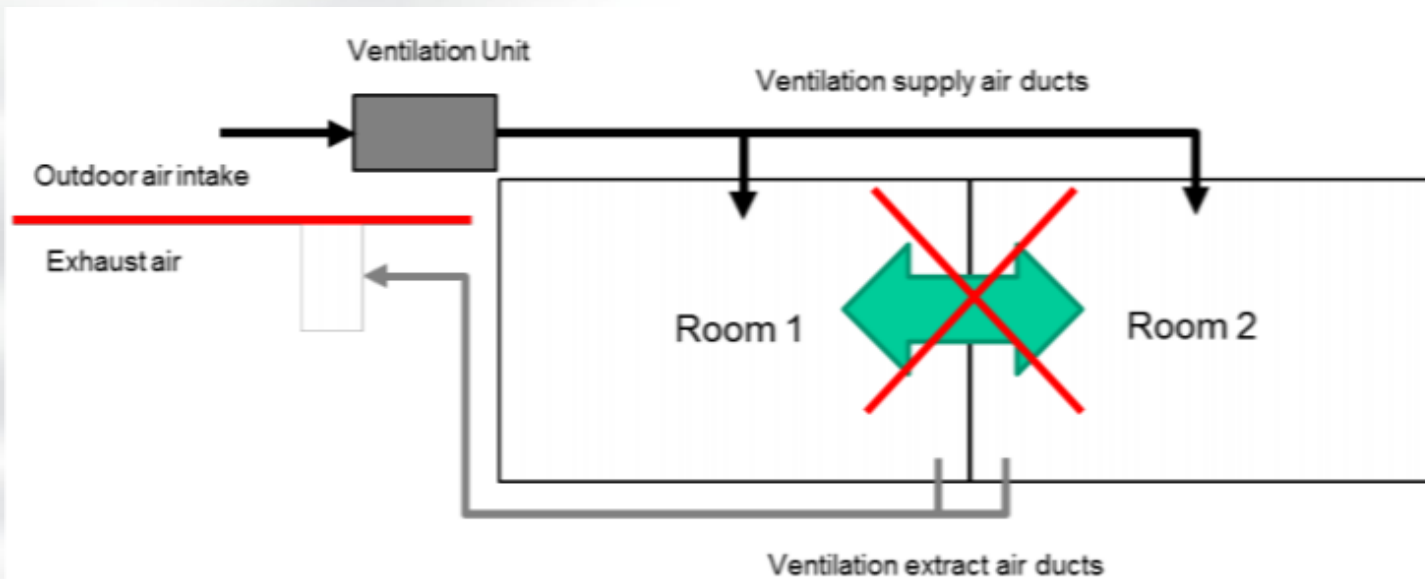 Ventilation Unit
Ventilation supply air ducts
Outdoor air intake
Exhaust air
Room 1
Room 2
Ventilation extract air ducts